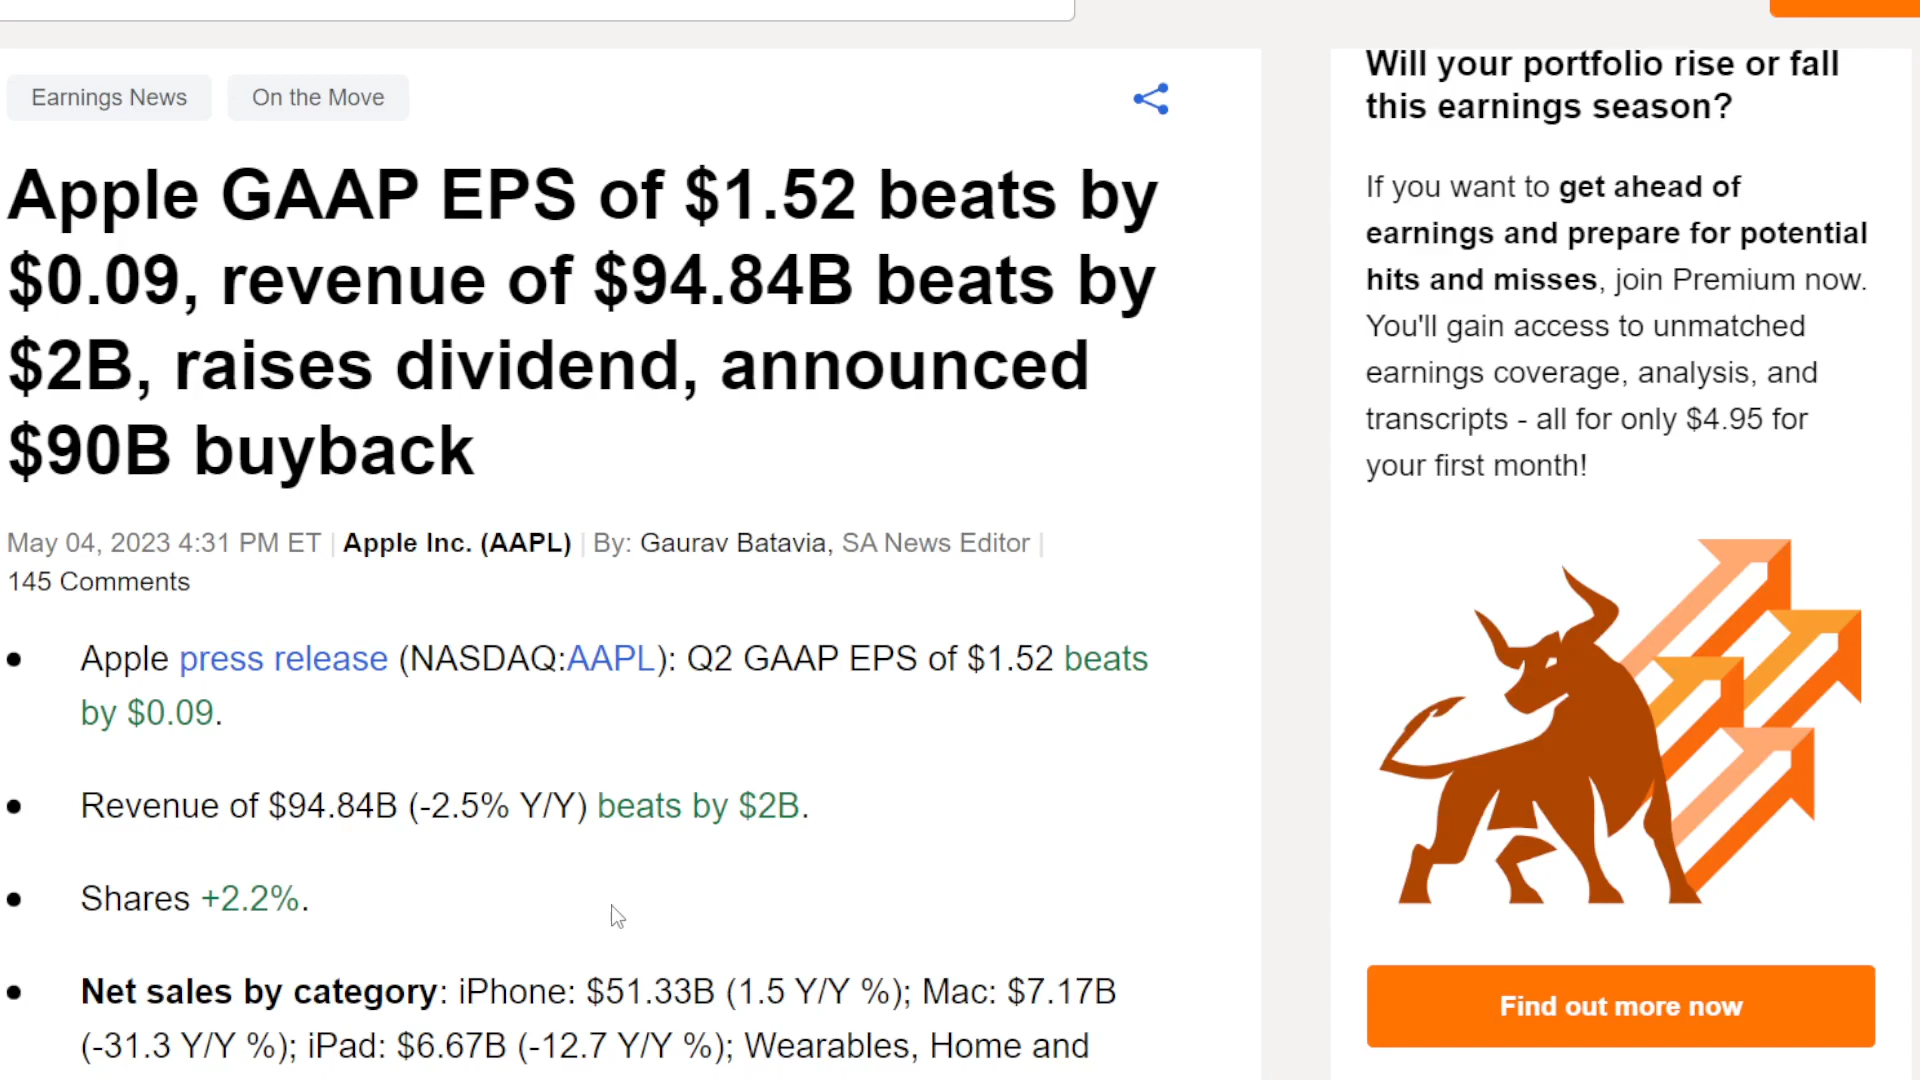 Earnings News
On the Move
Apple GAAP EPS of $1.52 beats by
$0.09, revenue of $94.84B beats by
$2B, raises dividend, announced
$90B buyback
May 04, 2023 4:31 PM ET | Apple Inc. (AAPL) | By: Gaurav Batavia, SA News Editor |
145 Comments
• Apple press release (NASDAQ:AAPL): Q2 GAAP EPS of $1.52 beats
by $0.09.
• Revenue of $94.84B (-2.5% Y/Y) beats by $2B.
• Shares +2.2%.
• Net sales by category: iPhone: $51.33B (1.5 Y/Y %); Mac: $7.17B
(-31.3 Y/Y %); iPad: $6.67B (-12.7 Y/Y %); Wearables, Home and
Will your portfolio rise or fall
this earnings season?
If you want to get ahead of
earnings and prepare for potential
hits and misses, join Premium now.
You'll gain access to unmatched
earnings coverage, analysis, and
transcripts - all for only $4.95 for
your first month!
Find out more now